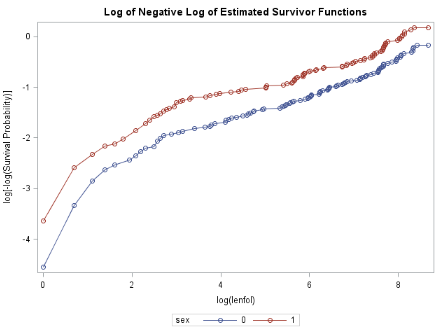 Log of Negative Log of Estimated Survivor Functions
log[-log(Survival Probability)]
0
-1
-2
-3
-4
0 2 4 6 8
log(lenfol)
sex 0 1